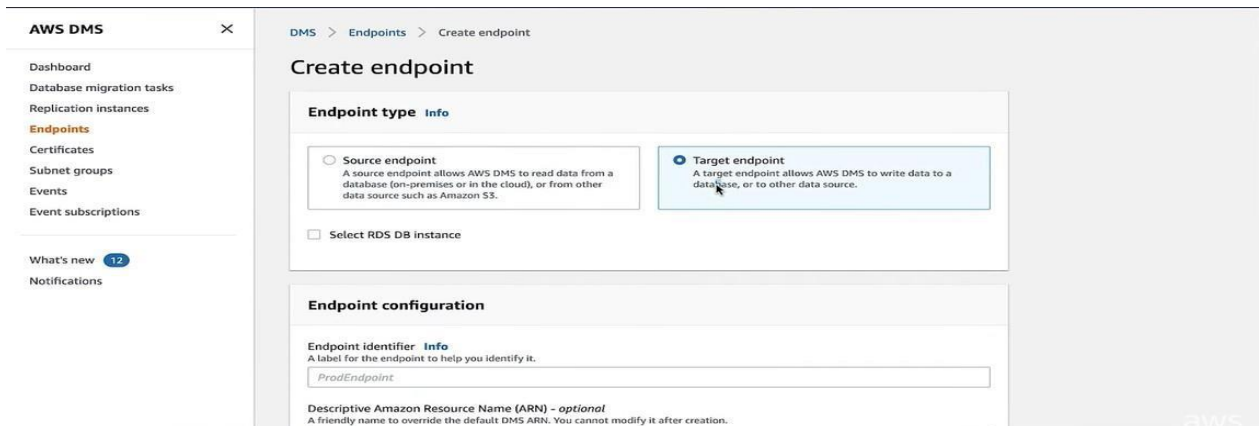 AWS DMS
DMS > Endpoints > Create endpoint
Create endpoint
Dashboard
Database migration tasks
Replication instances
Endpoints
Certificates
Subnet groups
Events
Event subscriptions
What's new 12
Notifications
Endpoint type Info
Source endpoint
A source endpoint allows AWS DMS to read data from a
database (on-premises or in the cloud), or from other
data source such as Amazon S3.
Target endpoint
A target endpoint allows AWS DMS to write data to a
database, or to other data source.
Select RDS DB instance
Endpoint configuration
Endpoint identifier Info
A label for the endpoint to help you identify it.
ProdEndpoint
Descriptive Amazon Resource Name (ARN) - optional
A friendly name to override the default DMS ARN. You cannot modify it after creation.
aws